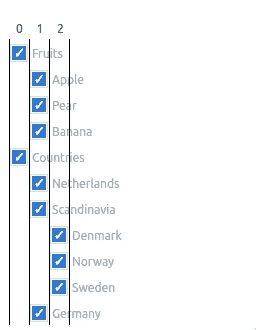 0 1 2
Fruits
Apple
Pear
Banana
Countries
Netherlands
Scandinavia
Denmark
Norway
Sweden
Germany